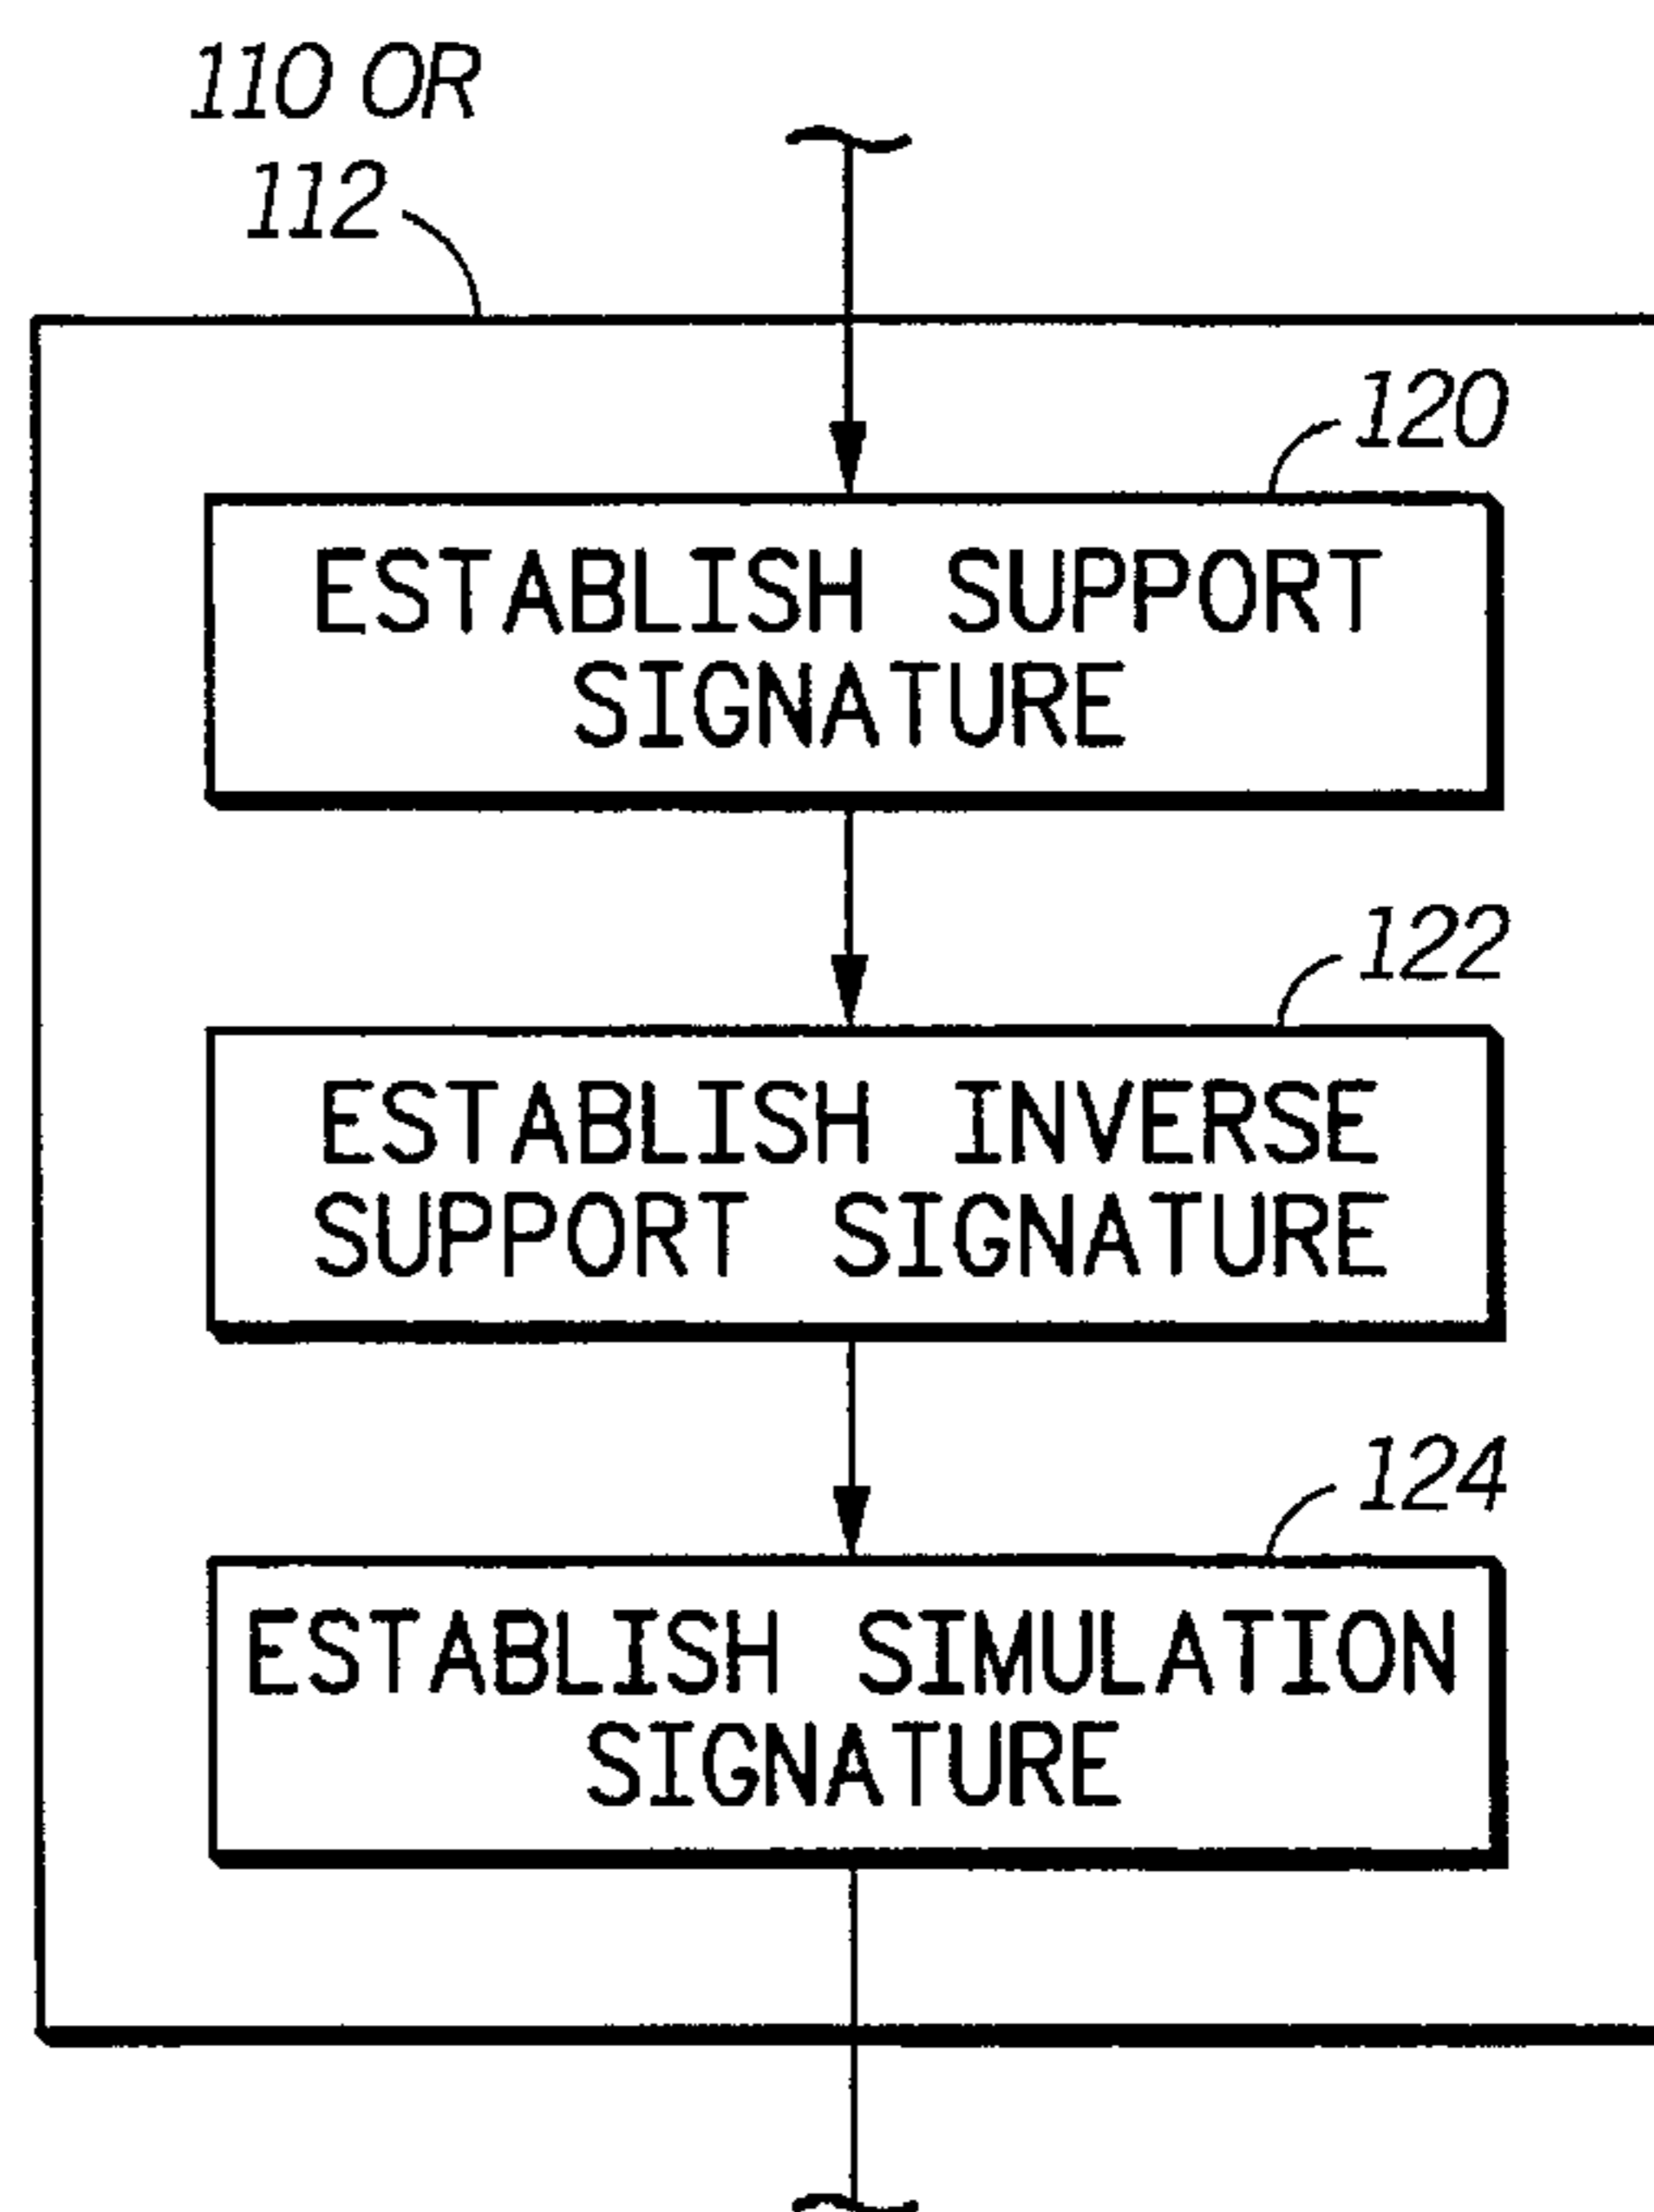 110 OR
112
120
ESTABLISH SUPPORT
SIGNATURE
122
ESTABLISH INVERSE
SUPPORT SIGNATURE
124
ESTABLISH SIMULATION
SIGNATURE